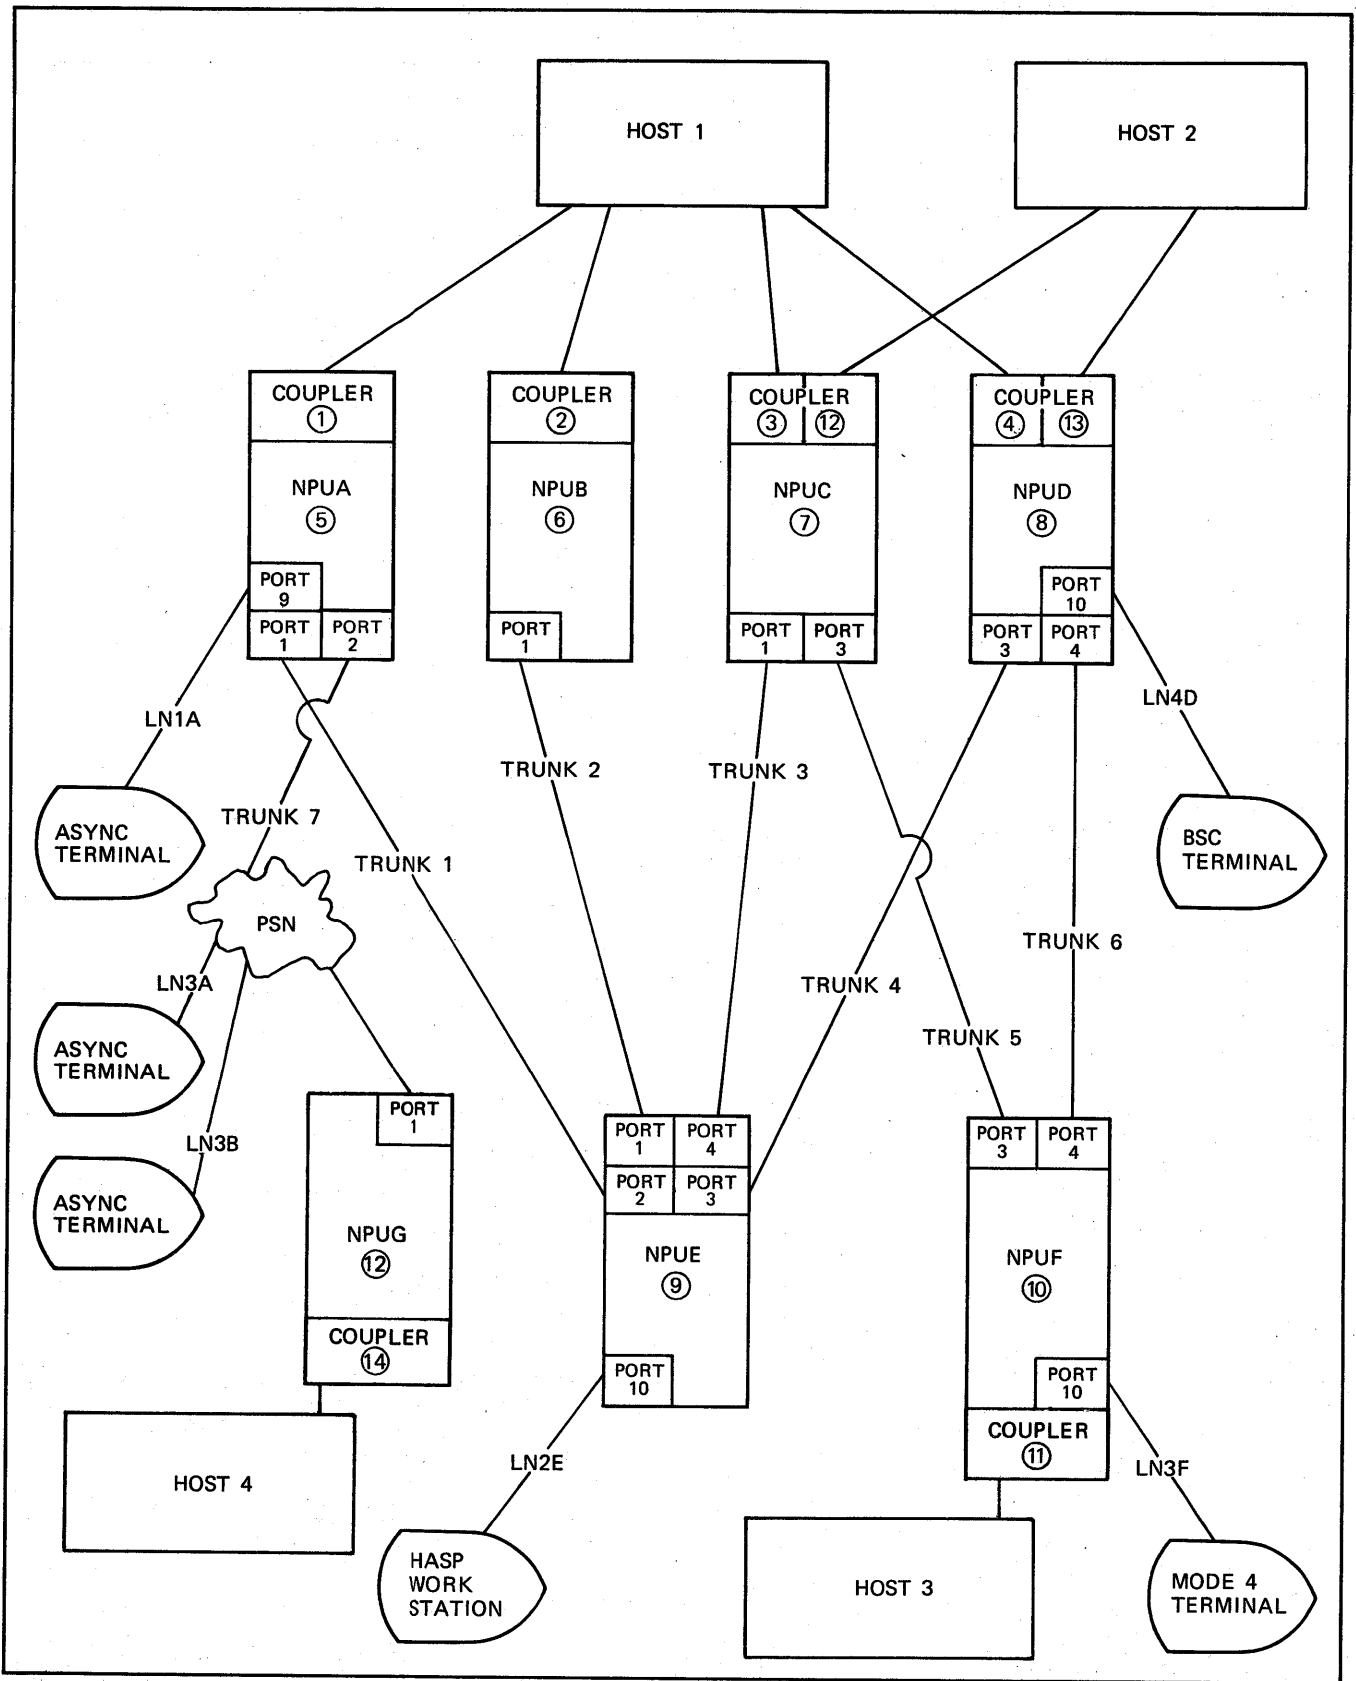 HOST 1
HOST 2
COUPLER
1
COUPLER
2
COUPLER
3
12
COUPLER
4
13
NPUA
5
NPUB
6
NPUC
7
NPUD
8
PORT
9
PORT
1
PORT
2
PORT
1
PORT
1
PORT
3
PORT
10
PORT
3
PORT
4
LN1A
LN4D
TRUNK 2
TRUNK 3
TRUNK 7
TRUNK 1
ASYNC
TERMINAL
BSC
TERMINAL
PSN
TRUNK 6
LN3A
TRUNK 4
TRUNK 5
ASYNC
TERMINAL
LN3B
ASYNC
TERMINAL
PORT
1
NPUG
12
COUPLER
14
HOST 4
PORT
1
PORT
4
PORT
2
PORT
3
NPUE
9
PORT
10
LN2E
HASP
WORK
STATION
PORT
3
PORT
4
NPUF
10
PORT
10
COUPLER
11
LN3F
HOST 3
MODE 4
TERMINAL